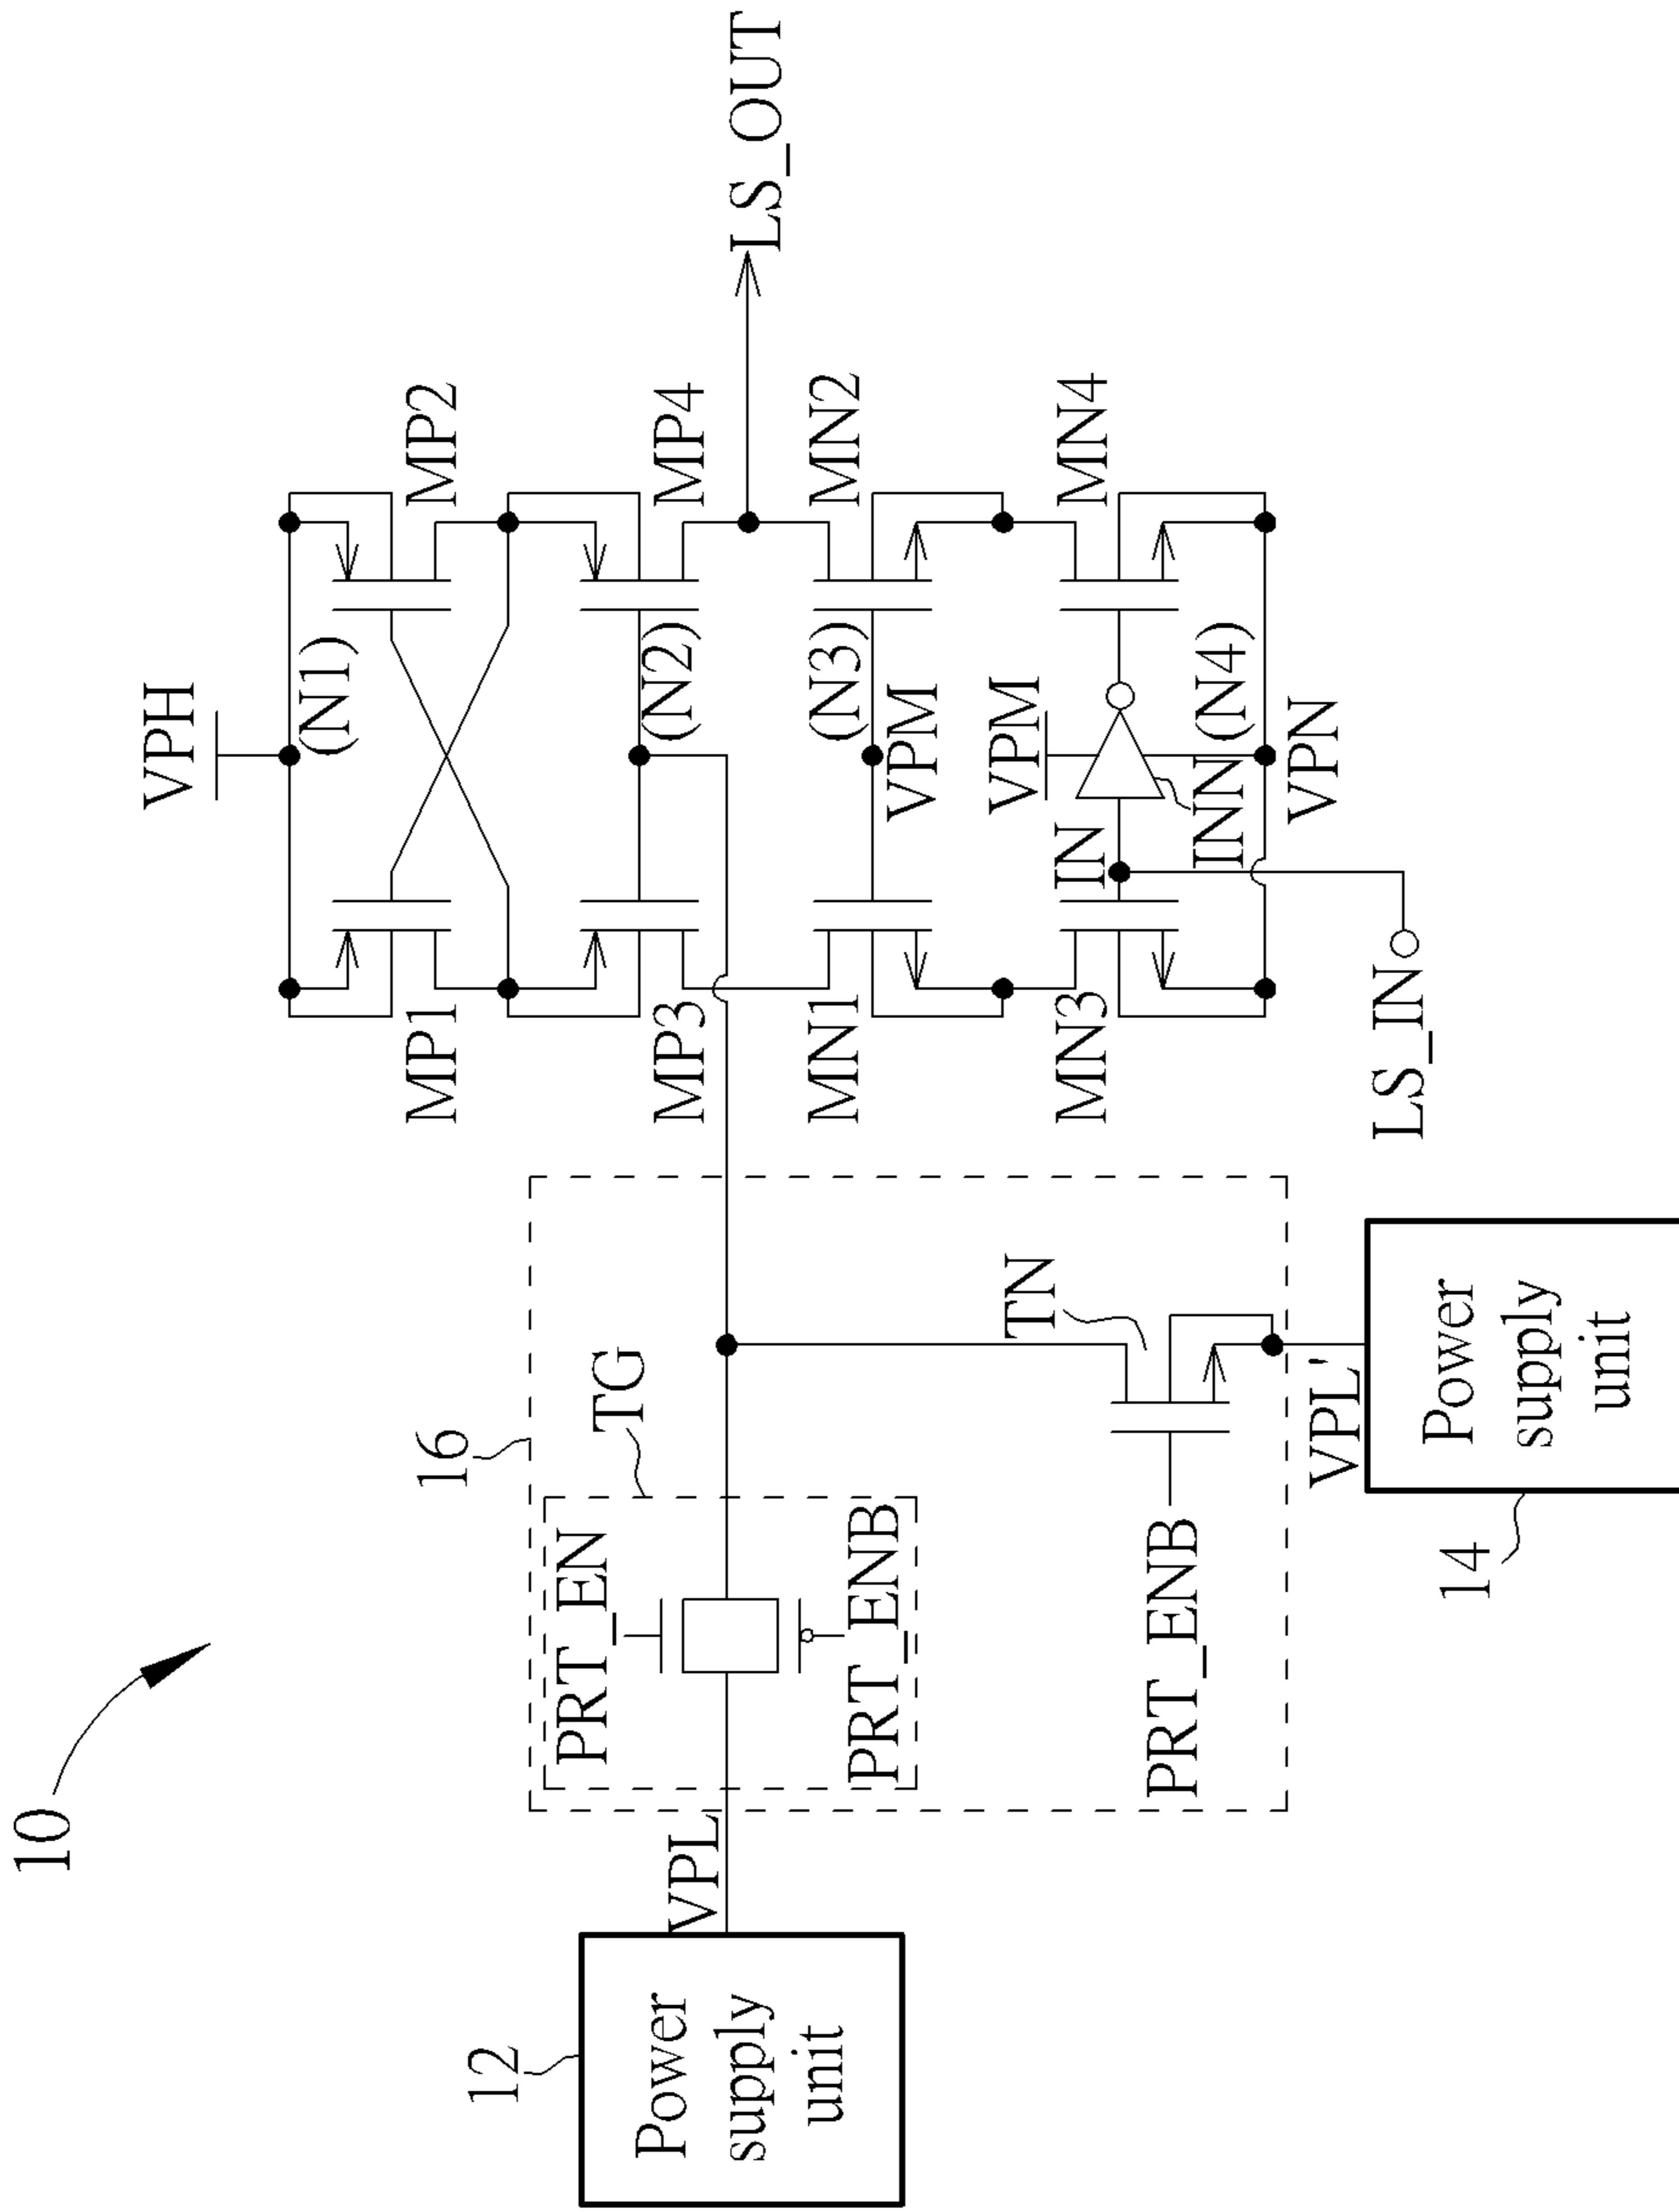 10
VPH
(N1)
MP1
MP2
16
TG
PRT_EN
PRT_ENB
12
Power
supply
unit
VPL
MP3
(N2)
MP4
LS_OUT
MN1
(N3)
VPM
MN2
TN
PRT_ENB
MN3
IN
VPM
INN
(N4)
MN4
VPN
LS_IN
VPL'
14
Power
supply
unit